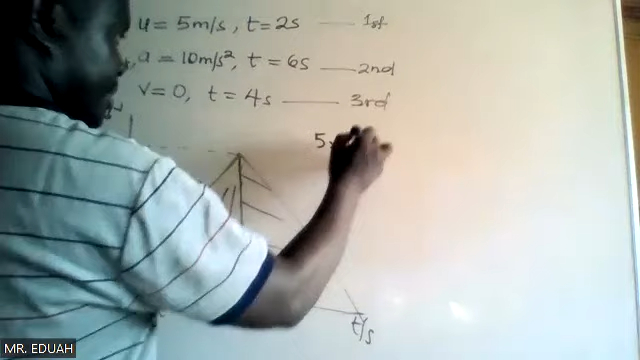 u = 5m/s, t = 2s — 1st
a = 10m/s², t = 6s — 2nd
v = 0, t = 4s — 3rd
5
t/s
MR. EDUAH